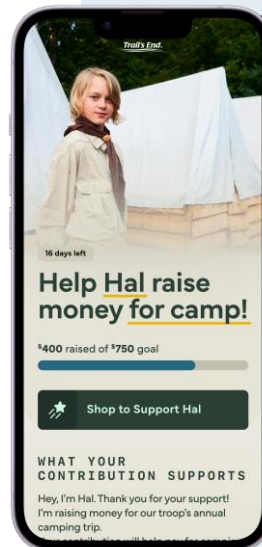 Trail's End.
16 days left
Help Hal raise
money for camp!
$400 raised of $750 goal
Shop to Support Hal
WHAT YOUR
CONTRIBUTION SUPPORTS
Hey, I'm Hal. Thank you for your support!
I'm raising money for our troop's annual
camping trip.